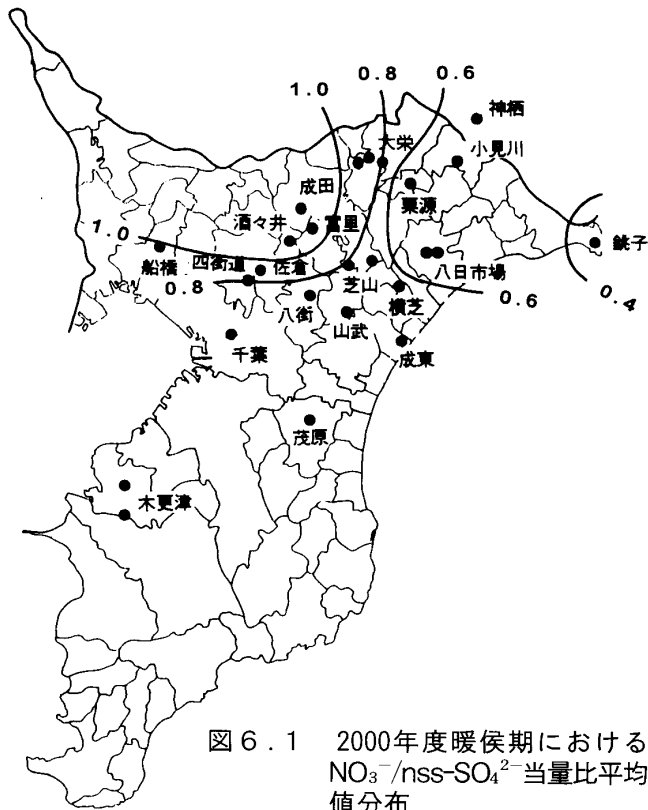 1.0
0.8
0.6
神栖
大栄
小見川
成田
栗源
酒々井
富里
1.0
銚子
船橋
四街道
佐倉
八日市場
芝山
0.8
八街
横芝
0.6
0.4
山武
千葉
成東
茂原
木更津
図6.1 2000年度暖侯期における
NO₃⁻/nss-SO₄²⁻当量比平均
値分布